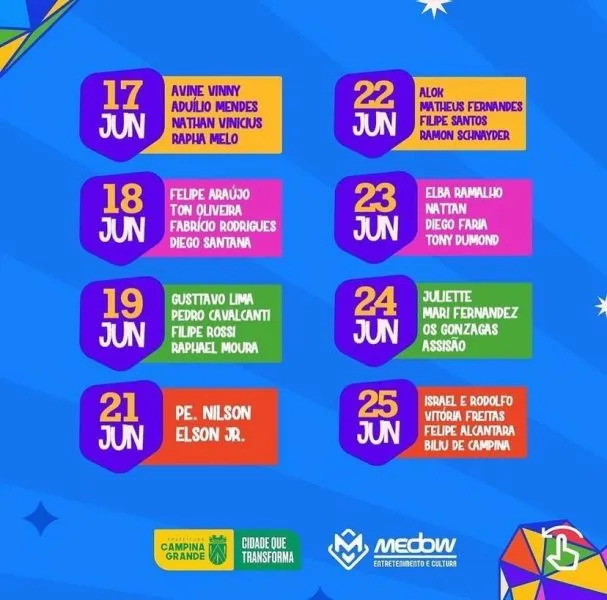 17
JUN
AVINE VINNY
ADUÍLIO MENDES
NATHAN VINICIUS
RAPHA MELO
18
JUN
FELIPE ARAÚJO
TON OLIVEIRA
FABRÍCIO RODRIGUES
DIEGO SANTANA
19
JUN
GUSTTAVO LIMA
PEDRO CAVALCANTI
FILIPE ROSSI
RAPHAEL MOURA
21
JUN
PE. NILSON
ELSON JR.
22
JUN
ALOK
MATHEUS FERNANDES
FILIPE SANTOS
RAMON SCHNAYDER
23
JUN
ELBA RAMALHO
NATTAN
DIEGO FARIA
TONY DUMOND
24
JUN
JULIETTE
MARI FERNANDEZ
OS GONZAGAS
ASSISÃO
25
JUN
ISRAEL E RODOLFO
VITÓRIA FREITAS
FELIPE ALCANTARA
BILIU DE CAMPINA
PREFEITURA
CAMPINA
GRANDE
CIDADE QUE
TRANSFORMA
MEDOW
ENTRETENIMENTO E CULTURA